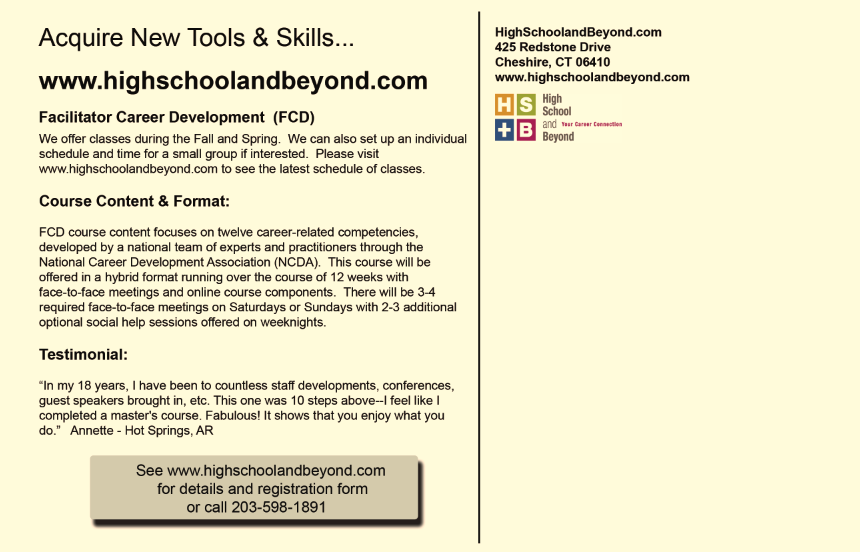 Acquire New Tools & Skills...
www.highschoolandbeyond.com
Facilitator Career Development  (FCD)
We offer classes during the Fall and Spring.  We can also set up an individual
schedule and time for a small group if interested.  Please visit
www.highschoolandbeyond.com to see the latest schedule of classes.
Course Content & Format:
FCD course content focuses on twelve career-related competencies,
developed by a national team of experts and practitioners through the
National Career Development Association (NCDA).  This course will be
offered in a hybrid format running over the course of 12 weeks with
face-to-face meetings and online course components.  There will be 3-4
required face-to-face meetings on Saturdays or Sundays with 2-3 additional
optional social help sessions offered on weeknights.
Testimonial:
“In my 18 years, I have been to countless staff developments, conferences,
guest speakers brought in, etc. This one was 10 steps above--I feel like I
completed a master's course. Fabulous! It shows that you enjoy what you
do.”   Annette - Hot Springs, AR
See www.highschoolandbeyond.com
for details and registration form
or call 203-598-1891
HighSchoolandBeyond.com
425 Redstone Drive
Cheshire, CT 06410
www.highschoolandbeyond.com
HS High
School
+B and Your Career Connection
Beyond